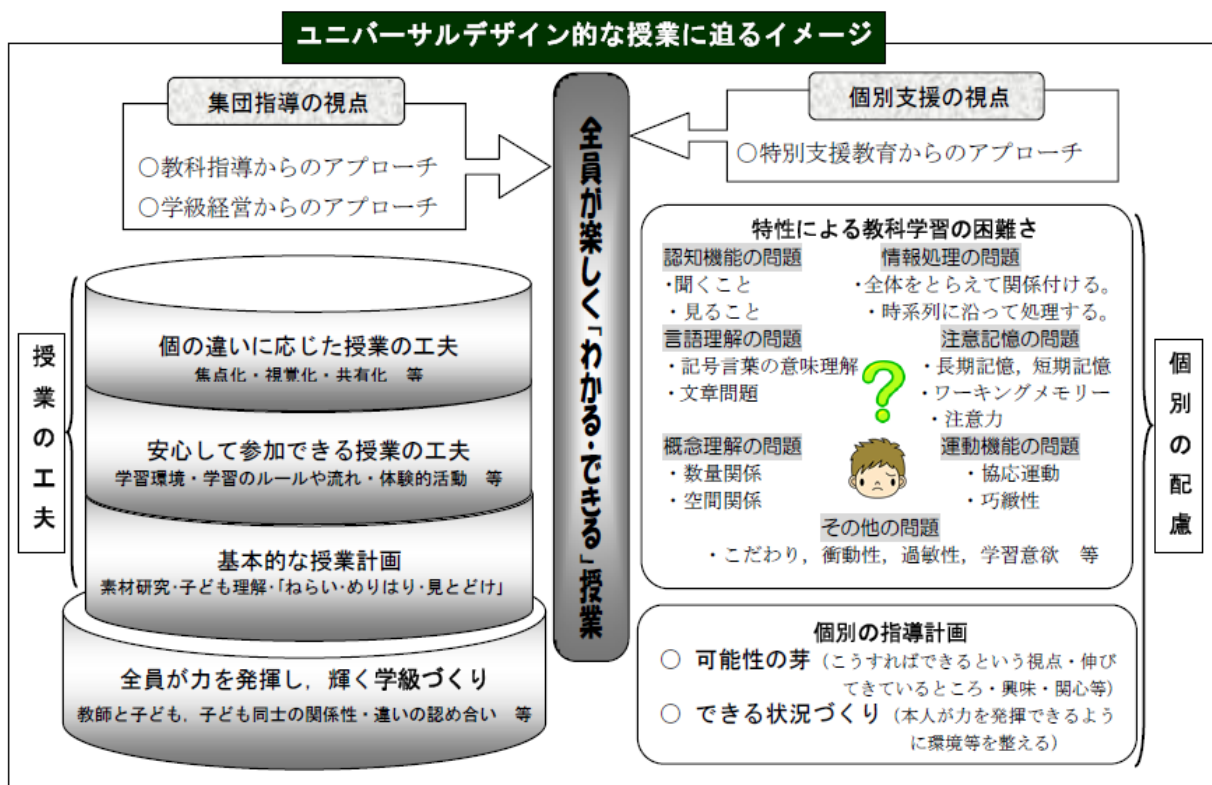 ユニバーサルデザイン的な授業に迫るイメージ
集団指導の視点
○教科指導からのアプローチ
○学級経営からのアプローチ
全員が楽しく「わかる・できる」授業
個別支援の視点
○特別支援教育からのアプローチ
授業の工夫
個の違いに応じた授業の工夫
焦点化・視覚化・共有化　等
安心して参加できる授業の工夫
学習環境・学習のルールや流れ・体験的活動　等
基本的な授業計画
素材研究・子ども理解・「ねらい・めりはり・見とどけ」
全員が力を発揮し，輝く学級づくり
教師と子ども，子ども同士の関係性・違いの認め合い　等
特性による教科学習の困難さ
認知機能の問題
・聞くこと
・見ること
情報処理の問題
・全体をとらえて関係付ける。
・時系列に沿って処理する。
言語理解の問題
・記号言葉の意味理解
・文章問題
注意記憶の問題
・長期記憶，短期記憶
・ワーキングメモリー
・注意力
概念理解の問題
・数量関係
・空間関係
運動機能の問題
・協応運動
・巧緻性
その他の問題
・こだわり，衝動性，過敏性，学習意欲　等
個別の配慮
個別の指導計画
○ 可能性の芽（こうすればできるという視点・伸び
てきているところ・興味・関心等）
○ できる状況づくり（本人が力を発揮できるよう
に環境等を整える）